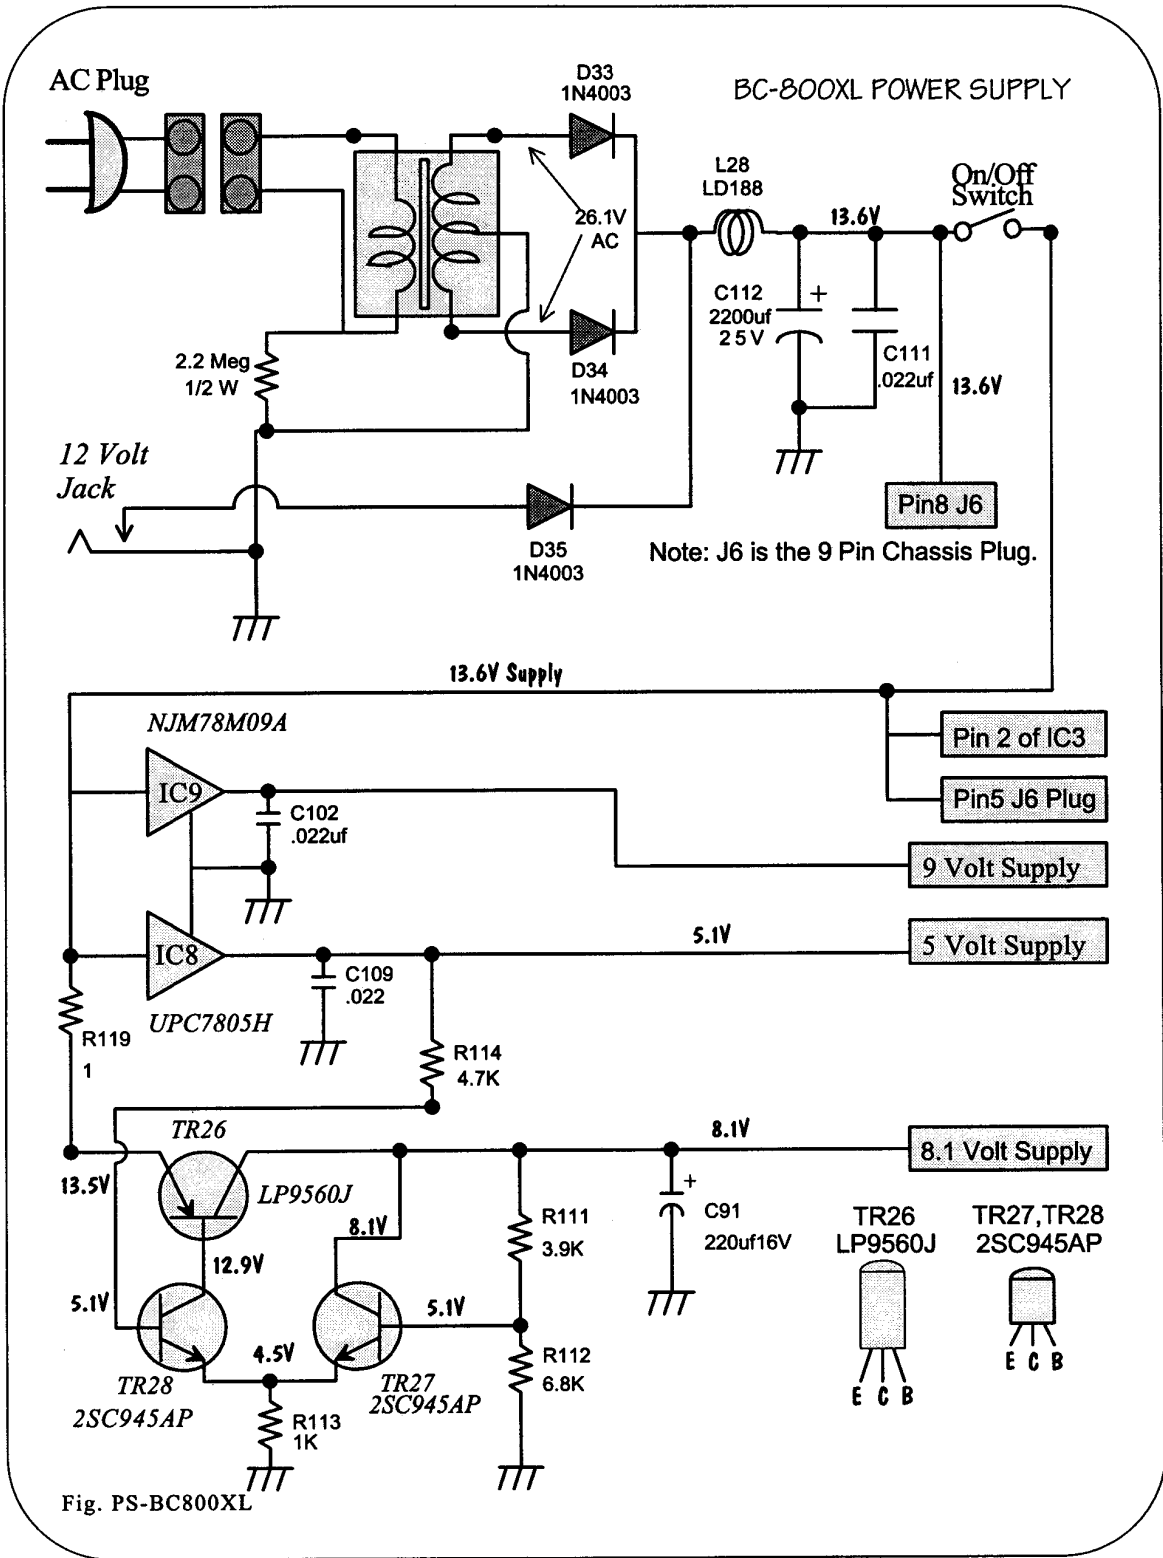 AC Plug
D33
1N4003
BC-800XL POWER SUPPLY
26.1V
AC
L28
LD188
13.6V
On/Off
Switch
C112
2200uf
25V
+
C111
.022uf
13.6V
2.2 Meg
1/2 W
D34
1N4003
12 Volt
Jack
Pin8 J6
D35
1N4003
Note: J6 is the 9 Pin Chassis Plug.
13.6V Supply
NJM78M09A
Pin 2 of IC3
IC9
C102
.022uf
Pin5 J6 Plug
9 Volt Supply
IC8
5.1V
5 Volt Supply
C109
.022
UPC7805H
R119
1
R114
4.7K
TR26
8.1V
8.1 Volt Supply
13.5V
LP9560J
8.1V
R111
3.9K
+
C91
220uf16V
TR26
LP9560J
TR27,TR28
2SC945AP
12.9V
5.1V
5.1V
4.5V
R112
6.8K
TR28
2SC945AP
TR27
2SC945AP
R113
1K
E C B
E C B
Fig. PS-BC800XL